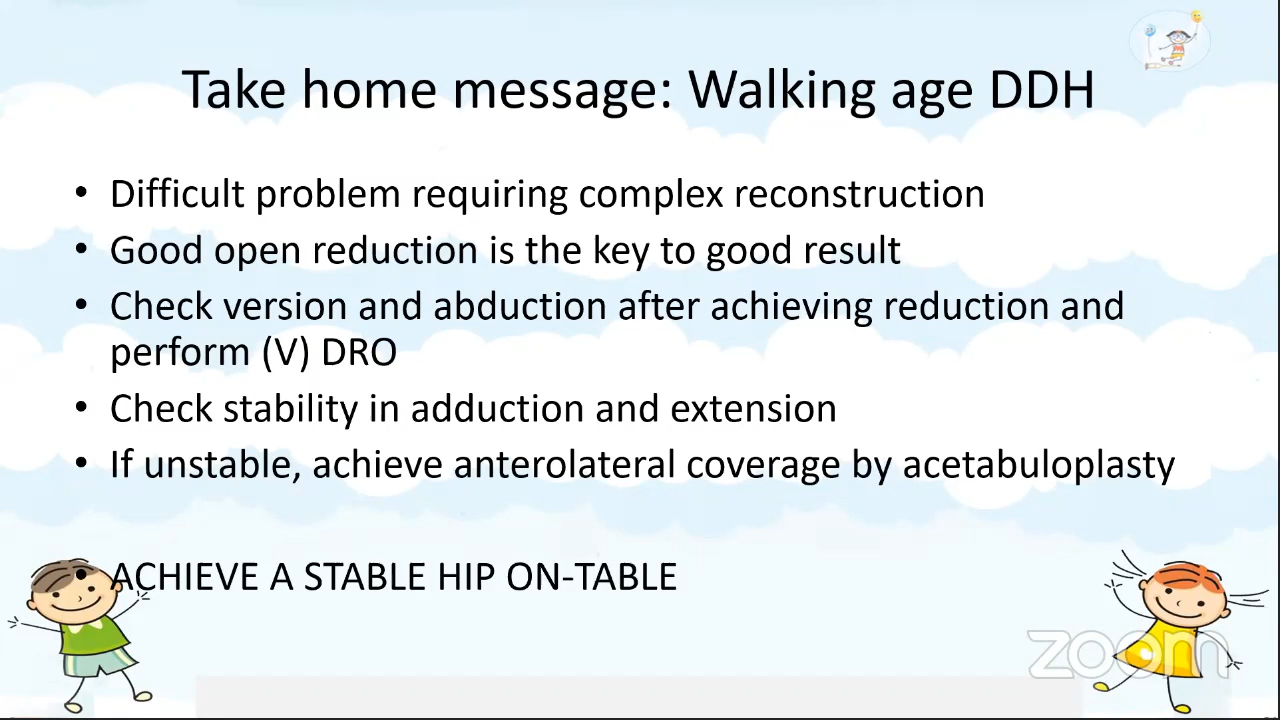 Take home message: Walking age DDH
• Difficult problem requiring complex reconstruction
• Good open reduction is the key to good result
• Check version and abduction after achieving reduction and
perform (V) DRO
• Check stability in adduction and extension
• If unstable, achieve anterolateral coverage by acetabuloplasty
• ACHIEVE A STABLE HIP ON-TABLE
zoom